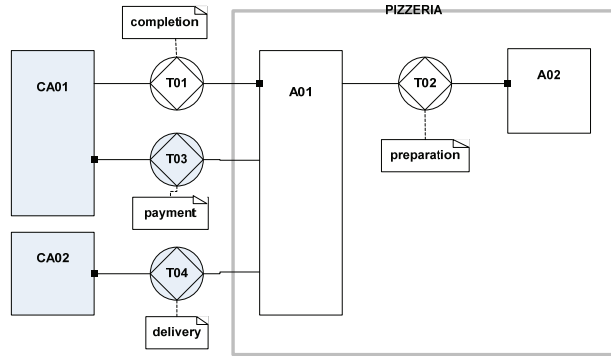 PIZZERIA
completion
CA01
T01
A01
T02
A02
T03
preparation
payment
CA02
T04
delivery